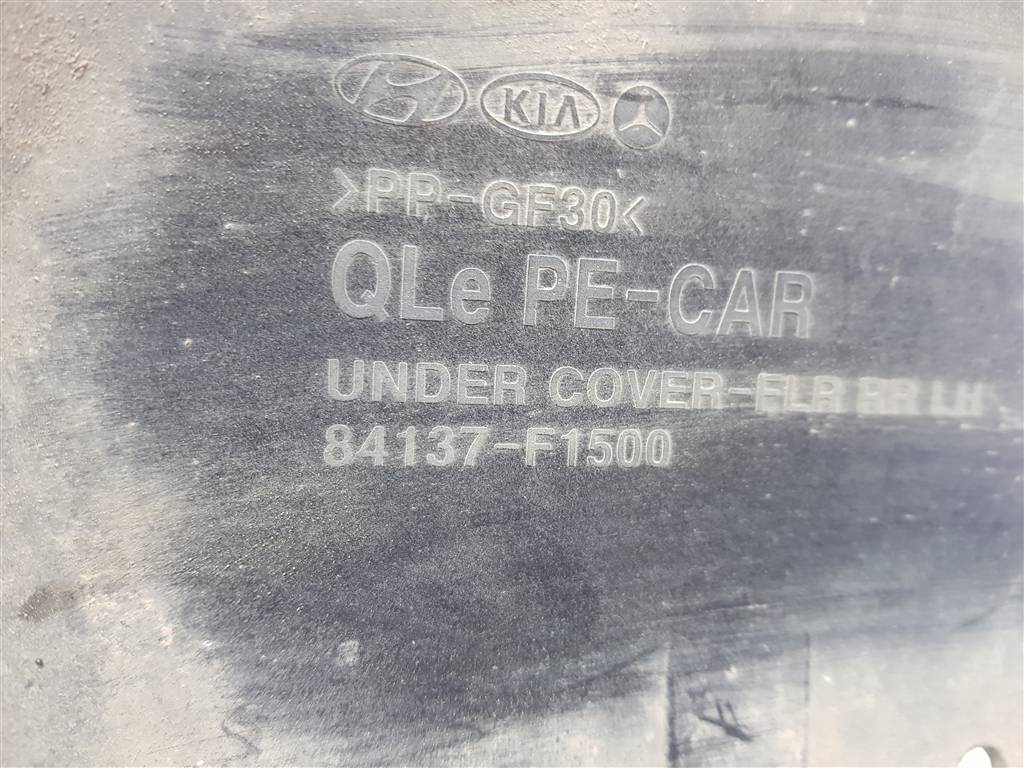 KIA
>PP-GF30<
QLe PE-CAR
UNDER COVER-FLR RR LH
84137-F1500